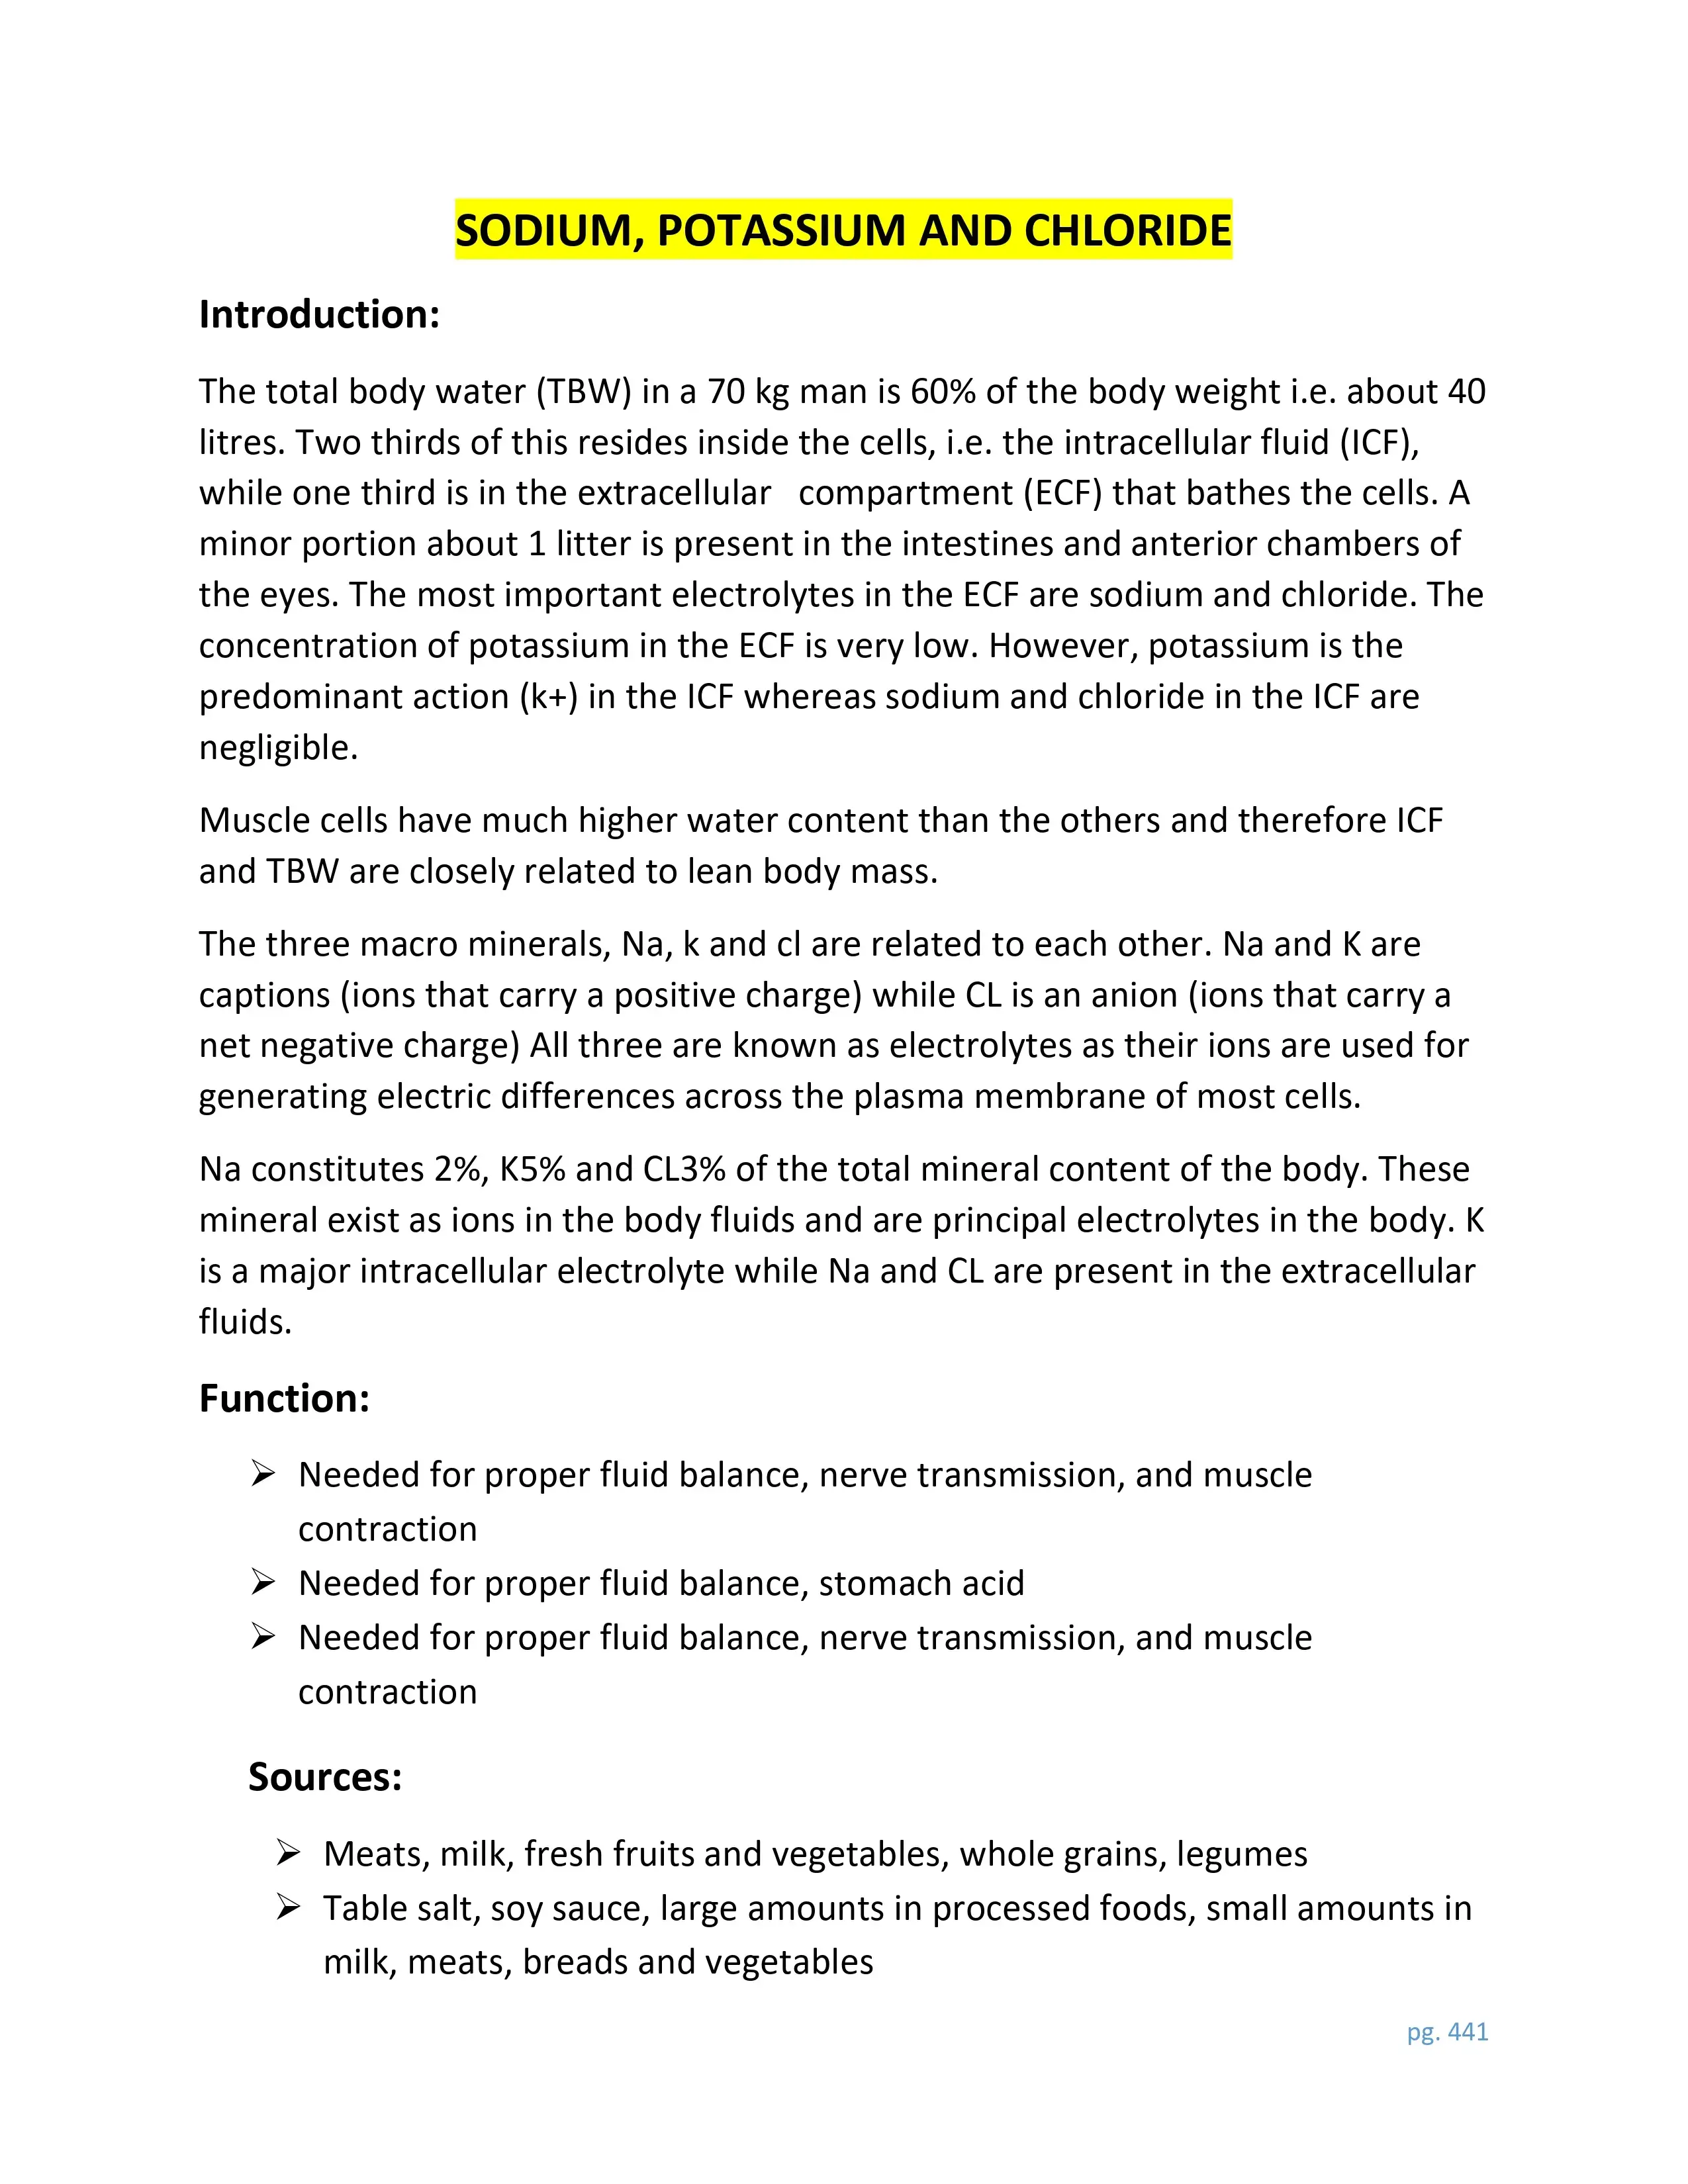 SODIUM, POTASSIUM AND CHLORIDE
Introduction:
The total body water (TBW) in a 70 kg man is 60% of the body weight i.e. about 40
litres. Two thirds of this resides inside the cells, i.e. the intracellular fluid (ICF),
while one third is in the extracellular   compartment (ECF) that bathes the cells. A
minor portion about 1 litter is present in the intestines and anterior chambers of
the eyes. The most important electrolytes in the ECF are sodium and chloride. The
concentration of potassium in the ECF is very low. However, potassium is the
predominant action (k+) in the ICF whereas sodium and chloride in the ICF are
negligible.
Muscle cells have much higher water content than the others and therefore ICF
and TBW are closely related to lean body mass.
The three macro minerals, Na, k and cl are related to each other. Na and K are
captions (ions that carry a positive charge) while CL is an anion (ions that carry a
net negative charge) All three are known as electrolytes as their ions are used for
generating electric differences across the plasma membrane of most cells.
Na constitutes 2%, K5% and CL3% of the total mineral content of the body. These
mineral exist as ions in the body fluids and are principal electrolytes in the body. K
is a major intracellular electrolyte while Na and CL are present in the extracellular
fluids.
Function:
➢ Needed for proper fluid balance, nerve transmission, and muscle
contraction
➢ Needed for proper fluid balance, stomach acid
➢ Needed for proper fluid balance, nerve transmission, and muscle
contraction
Sources:
➢ Meats, milk, fresh fruits and vegetables, whole grains, legumes
➢ Table salt, soy sauce, large amounts in processed foods, small amounts in
milk, meats, breads and vegetables
pg. 441